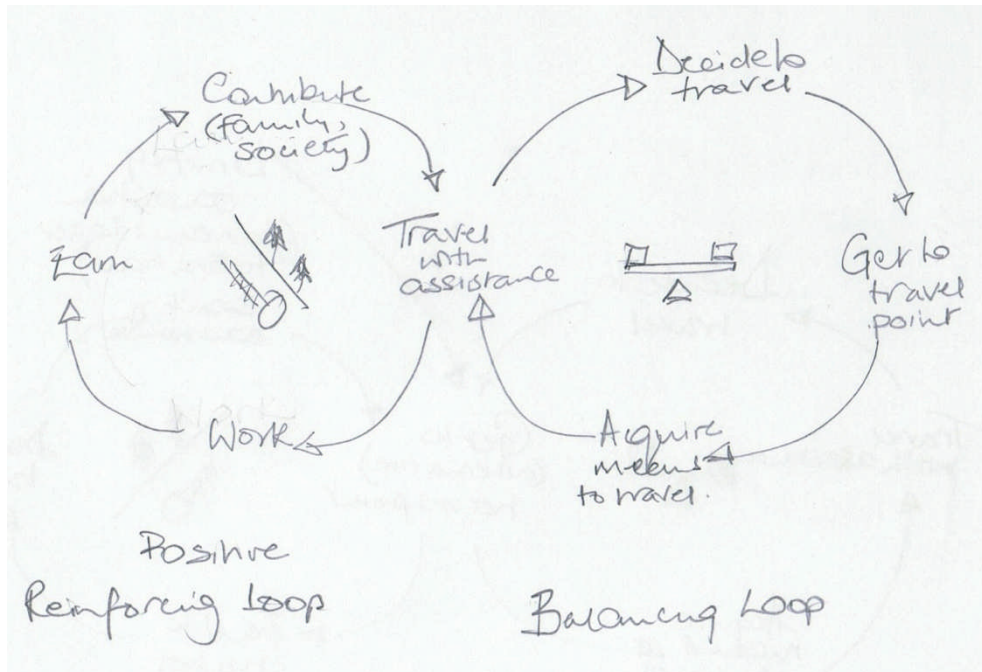 Contribute
(family,
society)
Earn
Work
Travel
with
assistance
Decide to
travel
Get to
travel
point
Acquire
means
to travel.
Positive
Reinforcing Loop
Balancing Loop